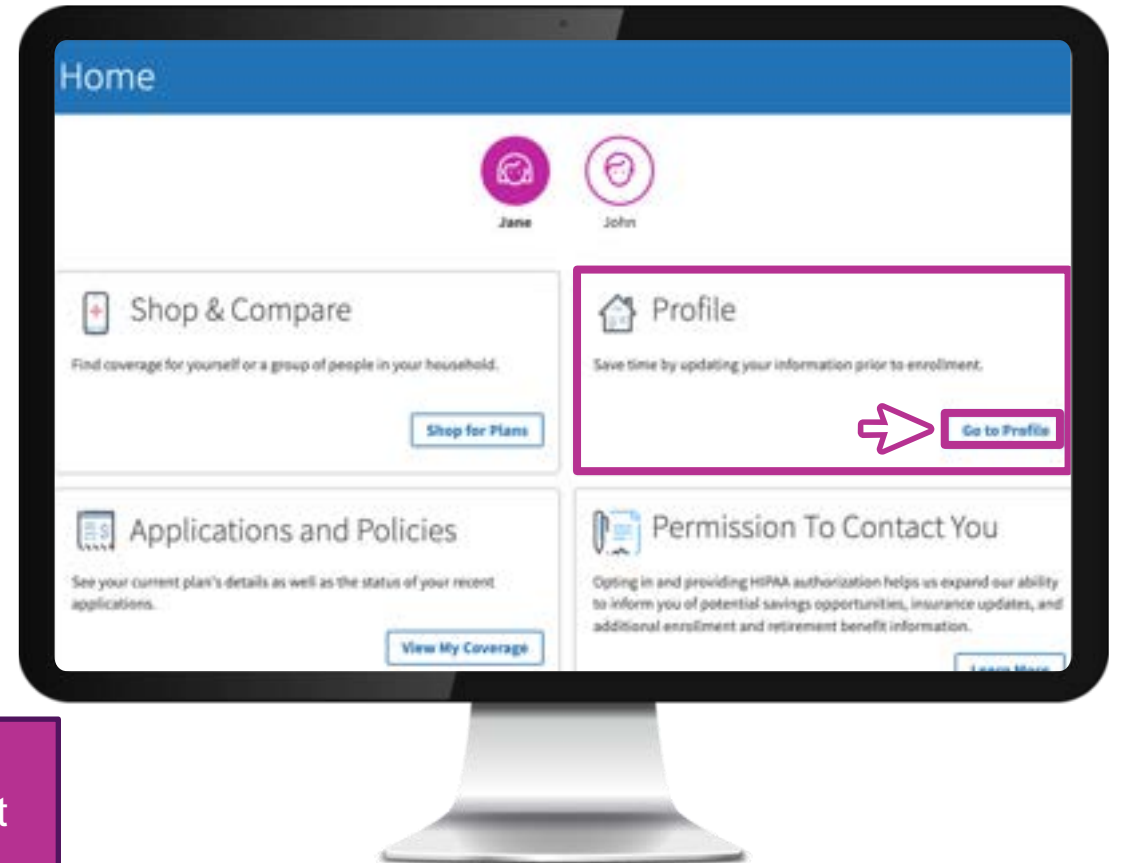 Home
Jane
John
Shop & Compare
Find coverage for yourself or a group of people in your household.
Shop for Plans
Profile
Save time by updating your information prior to enrollment.
Go to Profile
Applications and Policies
See your current plan's details as well as the status of your recent
applications.
View My Coverage
Permission To Contact You
Opting in and providing HIPAA authorization helps us expand our ability
to inform you of potential savings opportunities, insurance updates, and
additional enrollment and retirement benefit information.
Learn More
t